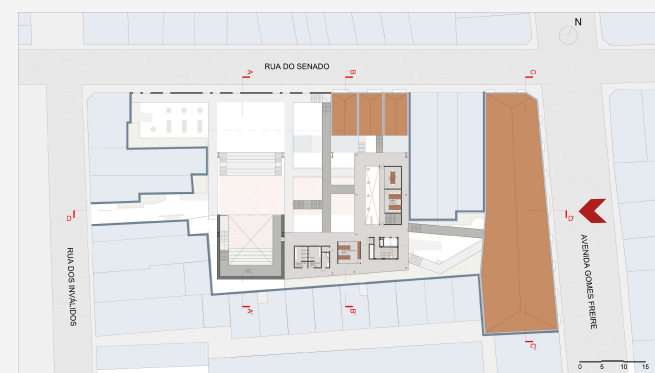 N
RUA DO SENADO
A
B
C
D
D'
RUA DOS INVÁLIDOS
AVENIDA GOMES FREIRE
A'
B'
C'
0 5 10 15